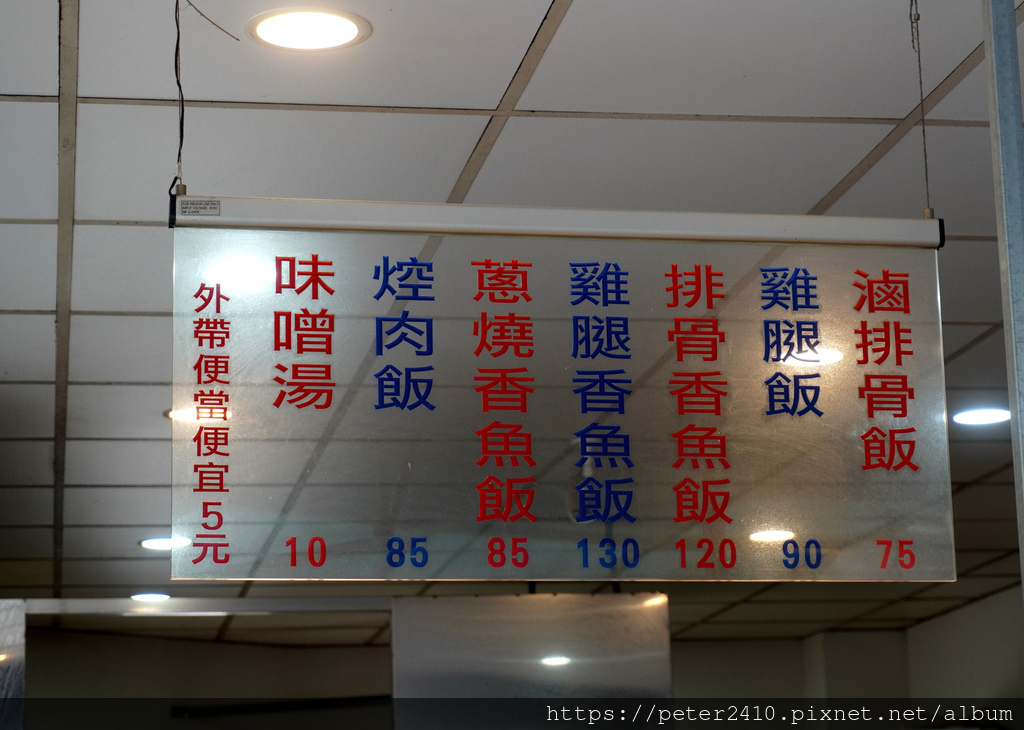 滷排骨飯 75
雞腿飯 90
排骨香魚飯 120
雞腿香魚飯 130
蔥燒香魚飯 85
焢肉飯 85
味噌湯 10
外帶便當便宜5元
https://peter2410.pixnet.net/album